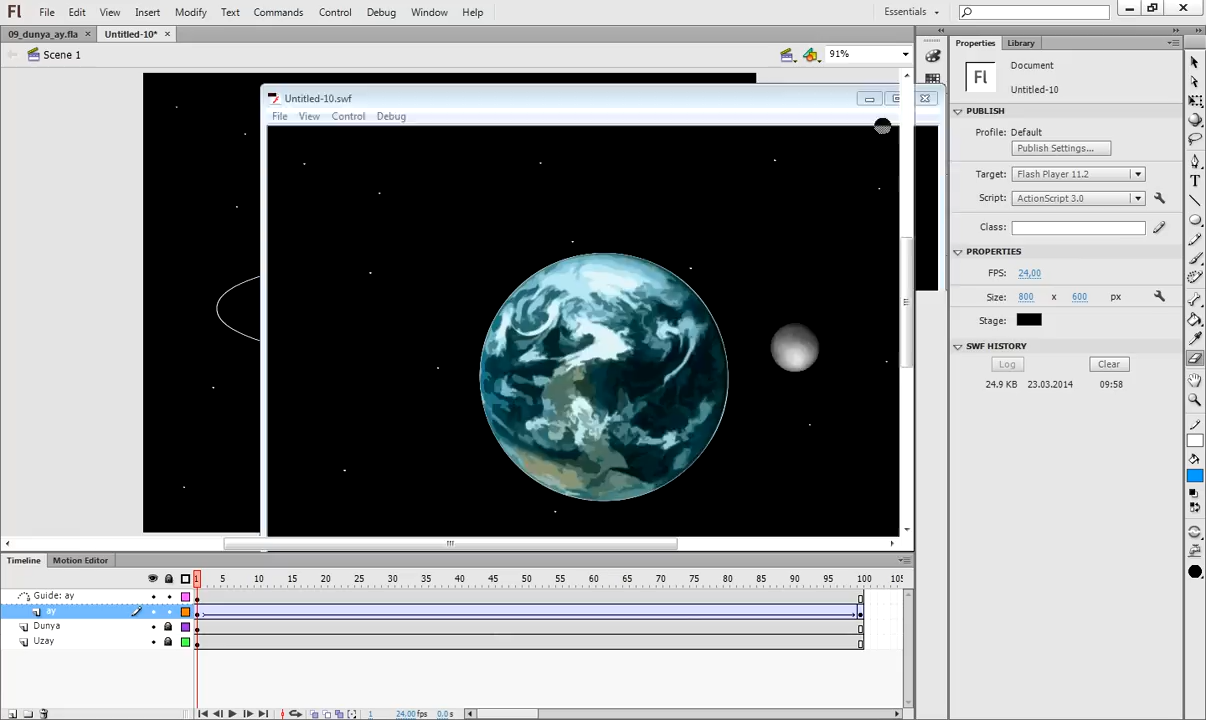 Fl File Edit View Insert Modify Text Commands Control Debug Window Help Essentials
09_dunya_ay.fla × Untitled-10* ×
Scene 1 91%
Untitled-10.swf
File View Control Debug
Properties Library
Fl Document
Untitled-10
PUBLISH
Profile: Default
Publish Settings...
Target: Flash Player 11.2
Script: ActionScript 3.0
Class:
PROPERTIES
FPS: 24,00
Size: 800 x 600 px
Stage:
SWF HISTORY
Log Clear
24.9 KB 23.03.2014 09:58
Timeline Motion Editor
1 5 10 15 20 25 30 35 40 45 50 55 60 65 70 75 80 85 90 95 100 105
Guide: ay
ay
Dunya
Uzay
1 24.00 fps 0.0 s